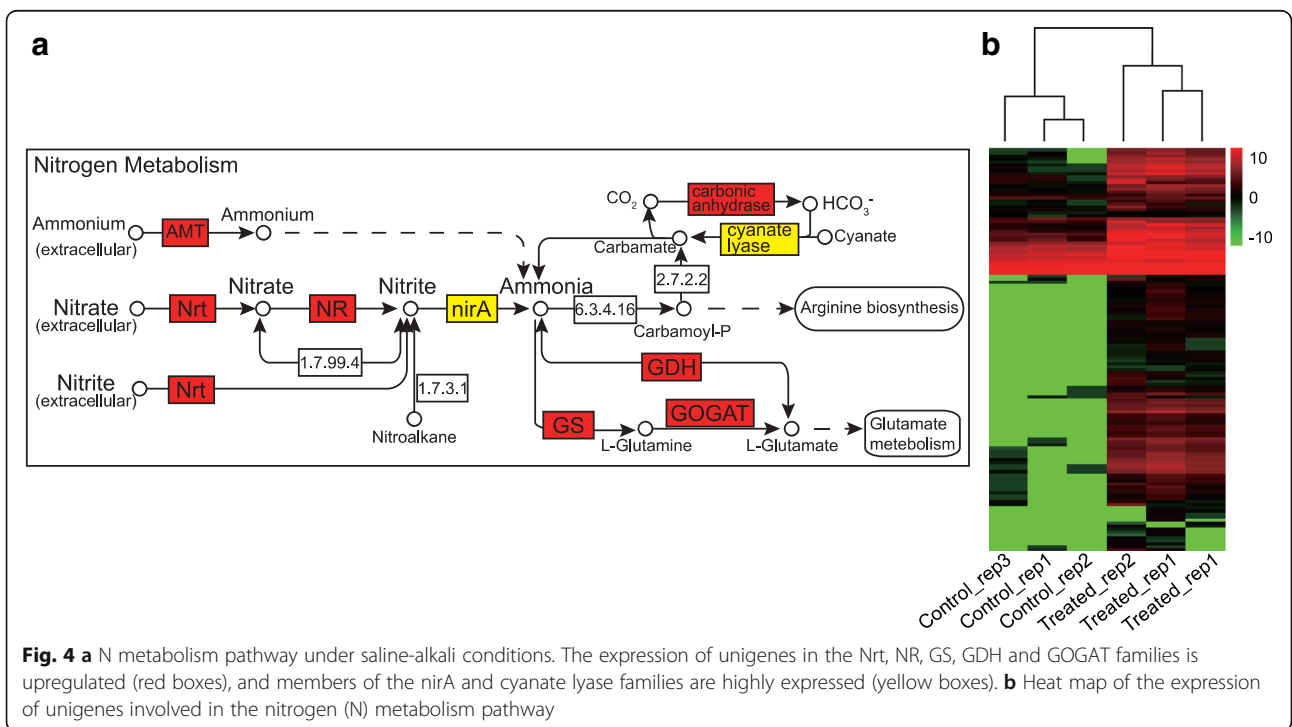 a
b
Nitrogen Metabolism
Ammonium
(extracellular)
AMT
Ammonium
CO2
carbonic
anhydrase
HCO3-
Carbamate
cyanate
lyase
Cyanate
2.7.2.2
Nitrate
(extracellular)
Nrt
Nitrate
NR
Nitrite
nirA
Ammonia
6.3.4.16
Carbamoyl-P
Arginine biosynthesis
1.7.99.4
Nitrite
(extracellular)
Nrt
1.7.3.1
Nitroalkane
GDH
GS
L-Glutamine
GOGAT
L-Glutamate
Glutamate
metebolism
10
0
-10
Control_rep3
Control_rep1
Control_rep2
Treated_rep2
Treated_rep1
Treated_rep1
Fig. 4 a N metabolism pathway under saline-alkali conditions. The expression of unigenes in the Nrt, NR, GS, GDH and GOGAT families is
upregulated (red boxes), and members of the nirA and cyanate lyase families are highly expressed (yellow boxes). b Heat map of the expression
of unigenes involved in the nitrogen (N) metabolism pathway